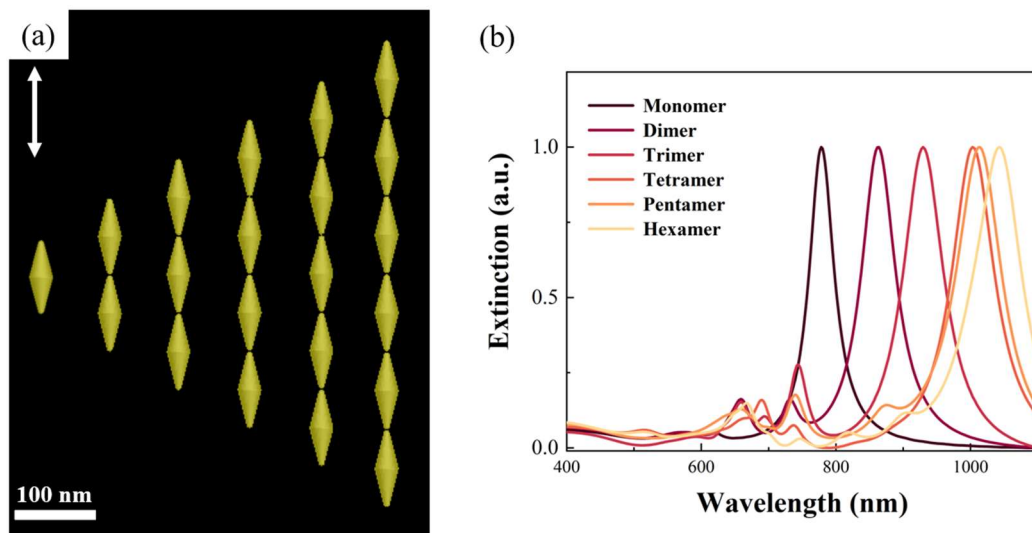 (a)
100 nm
(b)
Extinction (a.u.)
1.0
0.5
0.0
Monomer
Dimer
Trimer
Tetramer
Pentamer
Hexamer
400 600 800 1000
Wavelength (nm)